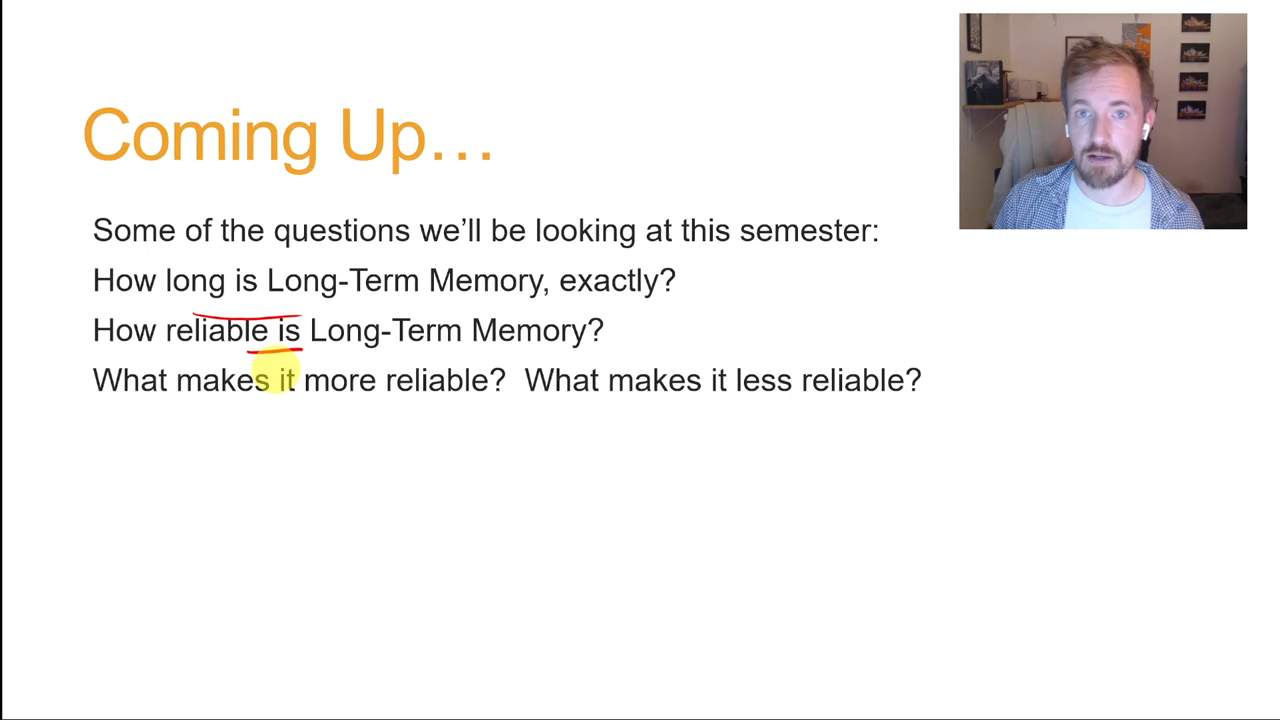 Coming Up…
Some of the questions we’ll be looking at this semester:
How long is Long-Term Memory, exactly?
How reliable is Long-Term Memory?
What makes it more reliable?  What makes it less reliable?